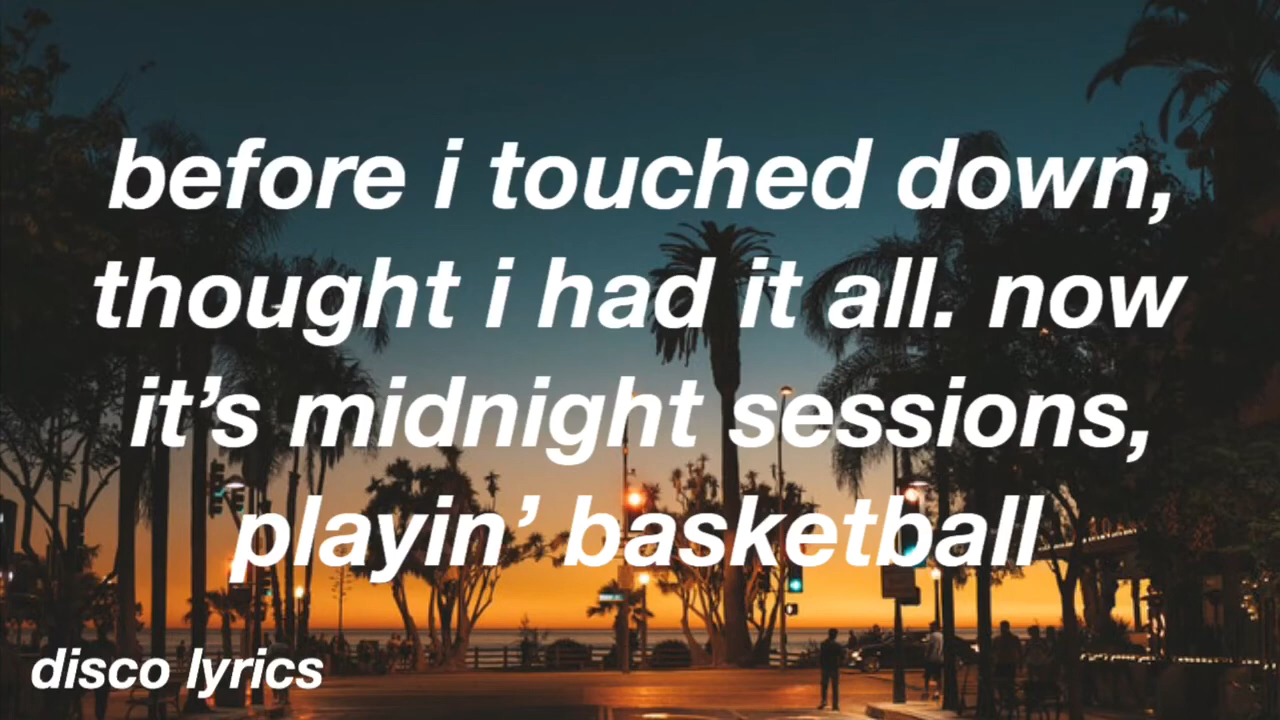 before i touched down,
thought i had it all. now
it’s midnight sessions,
playin’ basketball
disco lyrics